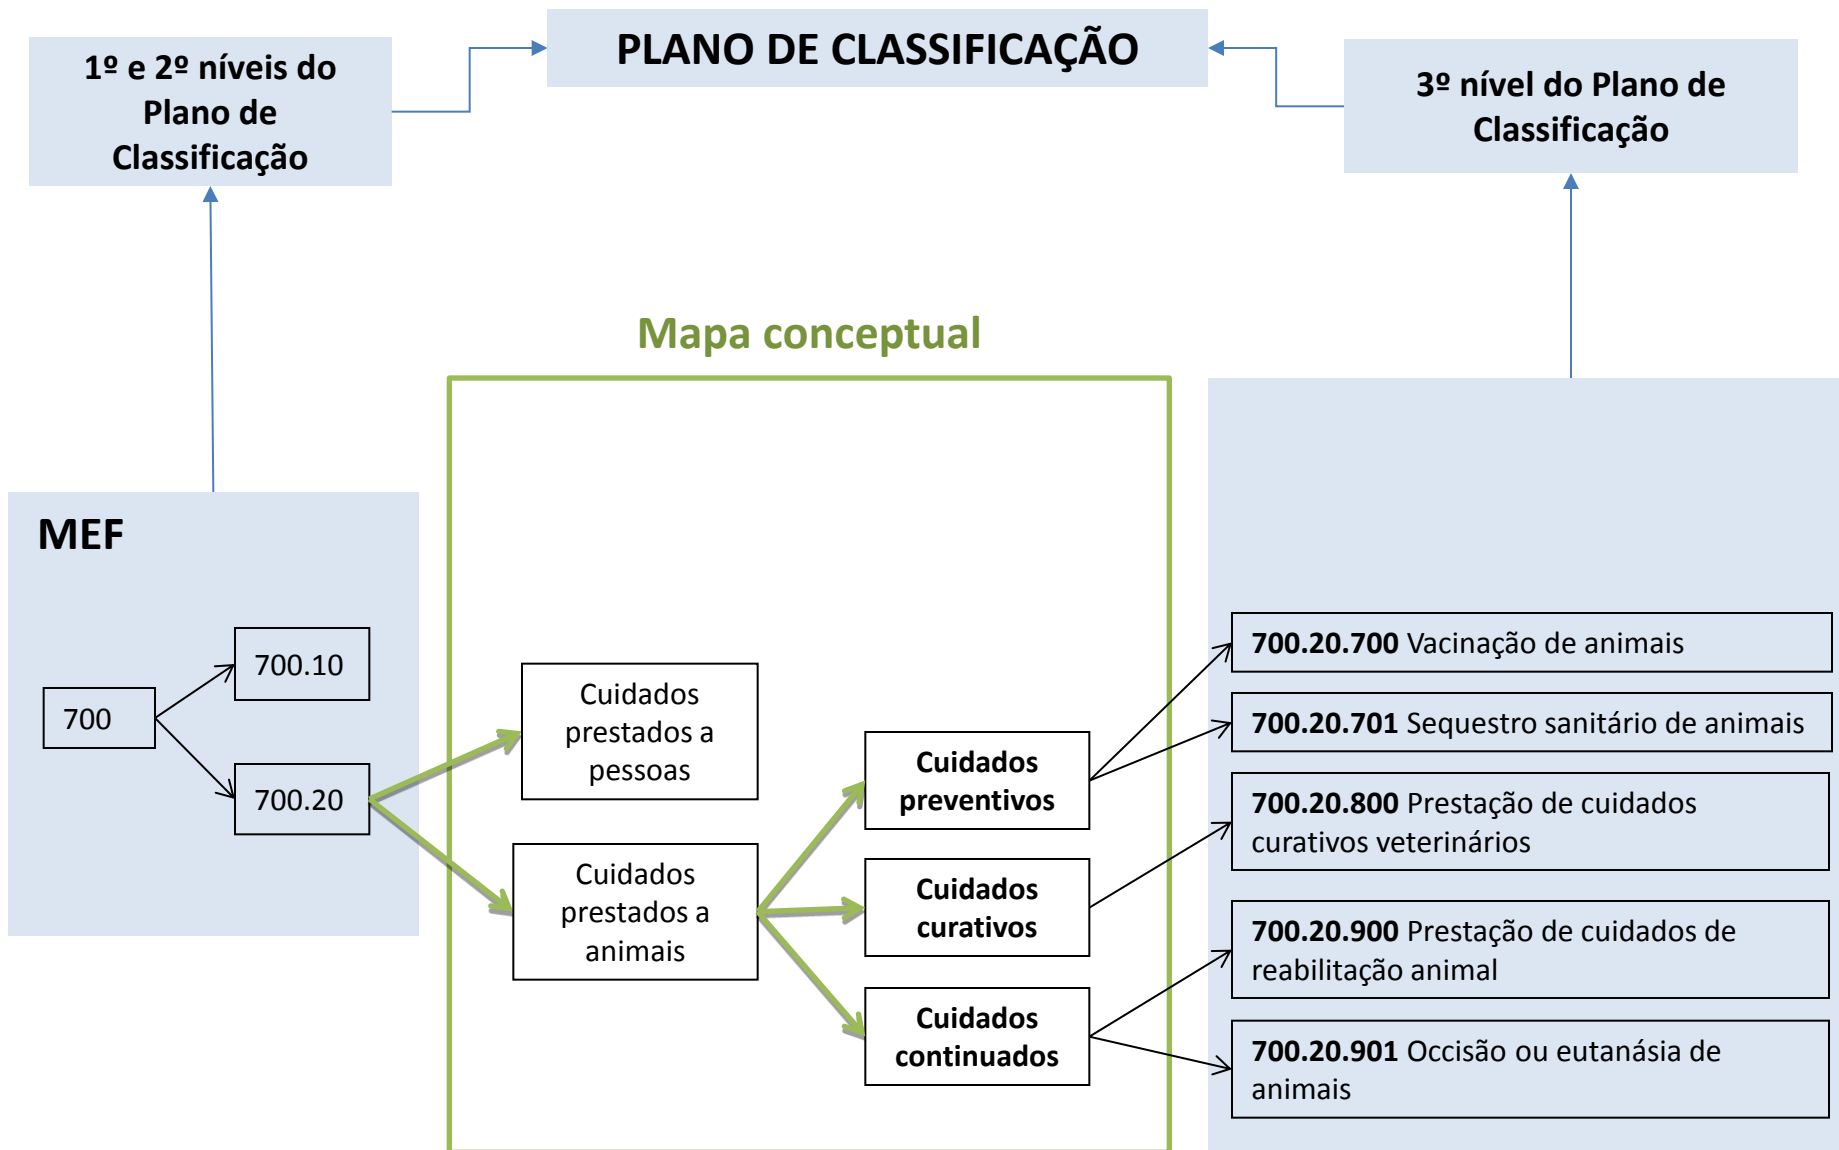 PLANO DE CLASSIFICAÇÃO
1º e 2º níveis do
Plano de
Classificação
3º nível do Plano de
Classificação
Mapa conceptual
MEF
700
700.10
700.20
Cuidados
prestados a
pessoas
Cuidados
prestados a
animais
Cuidados
preventivos
Cuidados
curativos
Cuidados
continuados
700.20.700 Vacinação de animais
700.20.701 Sequestro sanitário de animais
700.20.800 Prestação de cuidados
curativos veterinários
700.20.900 Prestação de cuidados de
reabilitação animal
700.20.901 Occisão ou eutanásia de
animais